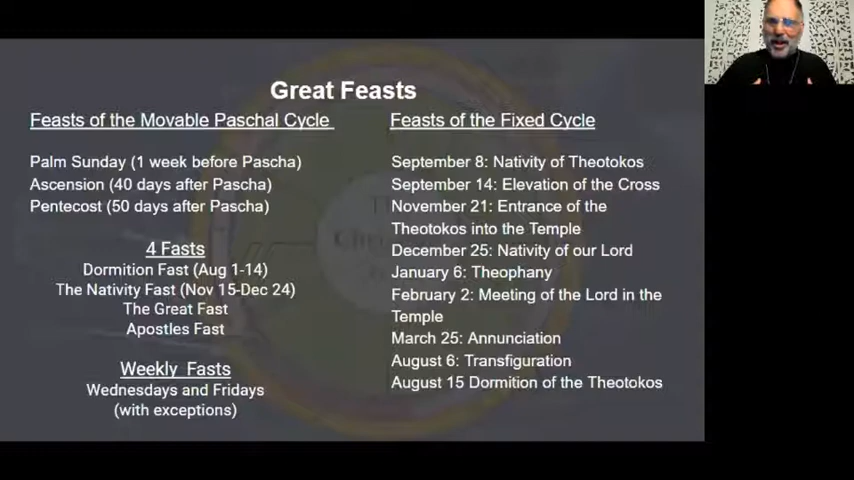 Great Feasts
Feasts of the Movable Paschal Cycle
Palm Sunday (1 week before Pascha)
Ascension (40 days after Pascha)
Pentecost (50 days after Pascha)
4 Fasts
Dormition Fast (Aug 1-14)
The Nativity Fast (Nov 15-Dec 24)
The Great Fast
Apostles Fast
Weekly Fasts
Wednesdays and Fridays
(with exceptions)
Feasts of the Fixed Cycle
September 8: Nativity of Theotokos
September 14: Elevation of the Cross
November 21: Entrance of the
Theotokos into the Temple
December 25: Nativity of our Lord
January 6: Theophany
February 2: Meeting of the Lord in the
Temple
March 25: Annunciation
August 6: Transfiguration
August 15 Dormition of the Theotokos